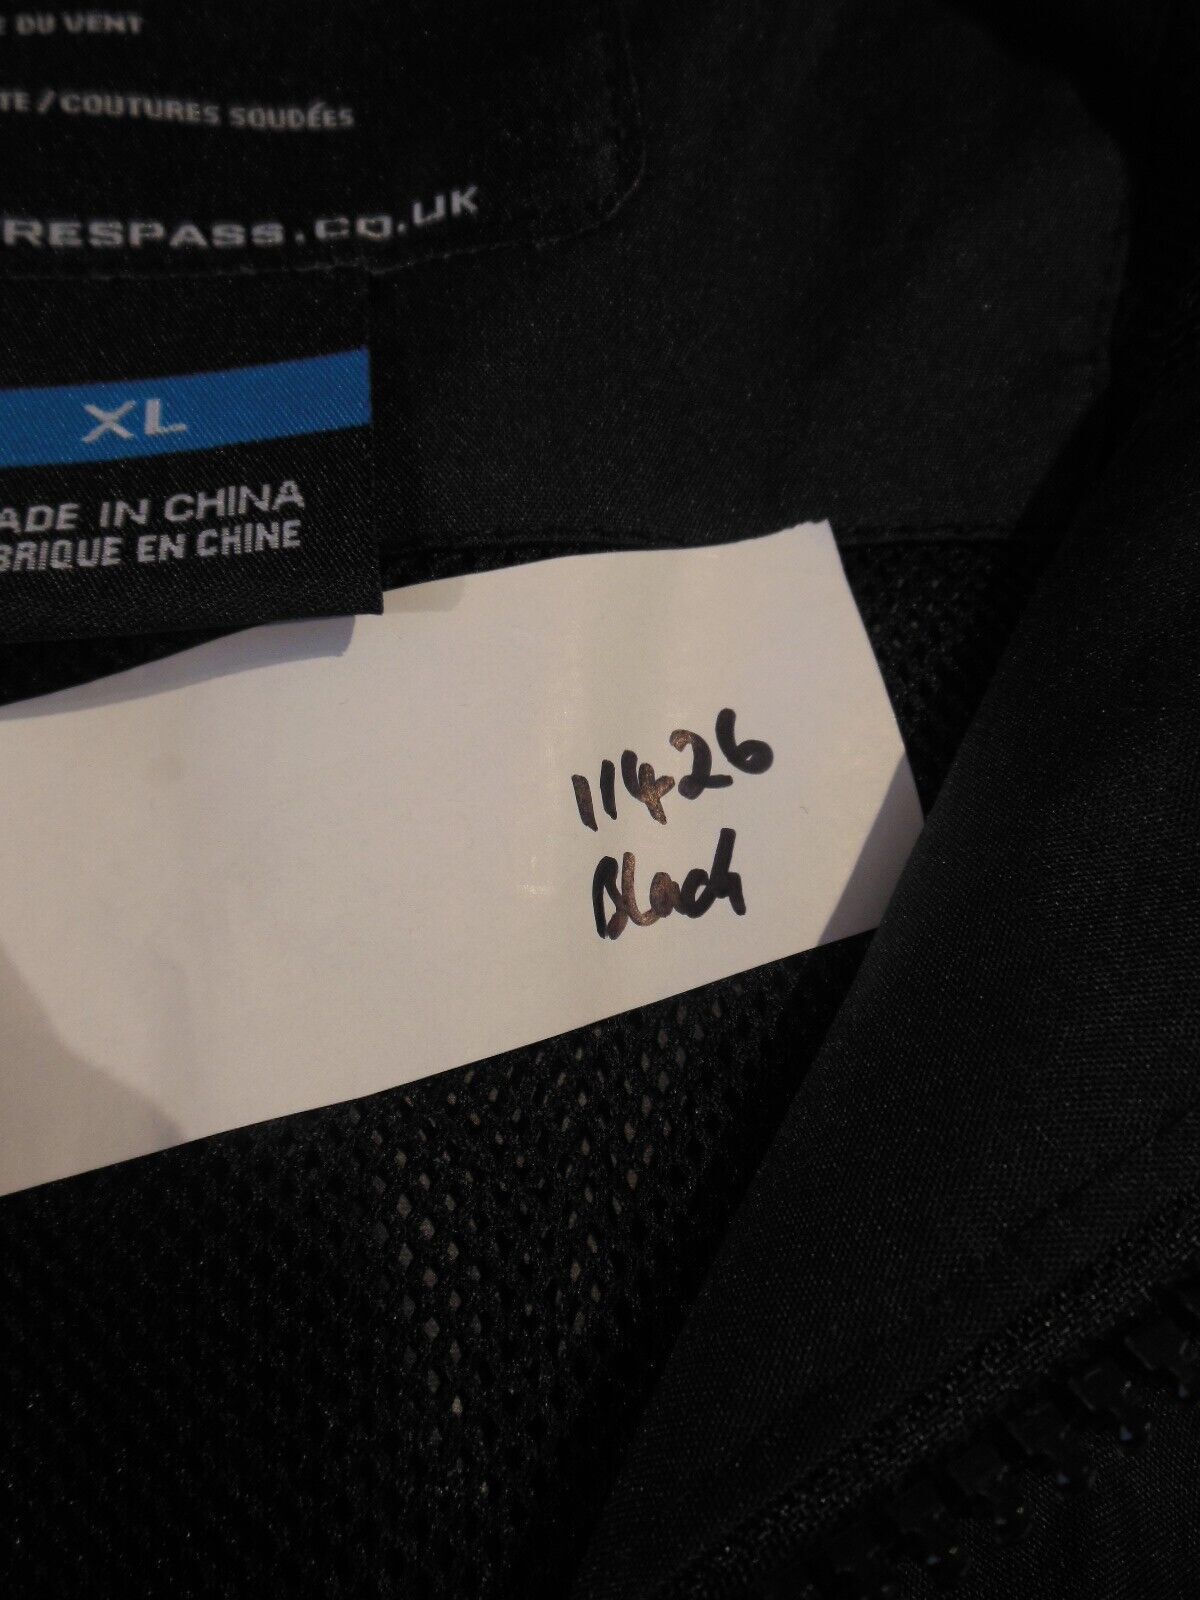 DU VENT
TE / COUTURES SOUDÉES
RESPASS.CO.UK
XL
ADE IN CHINA
BRIQUE EN CHINE
11426
Black